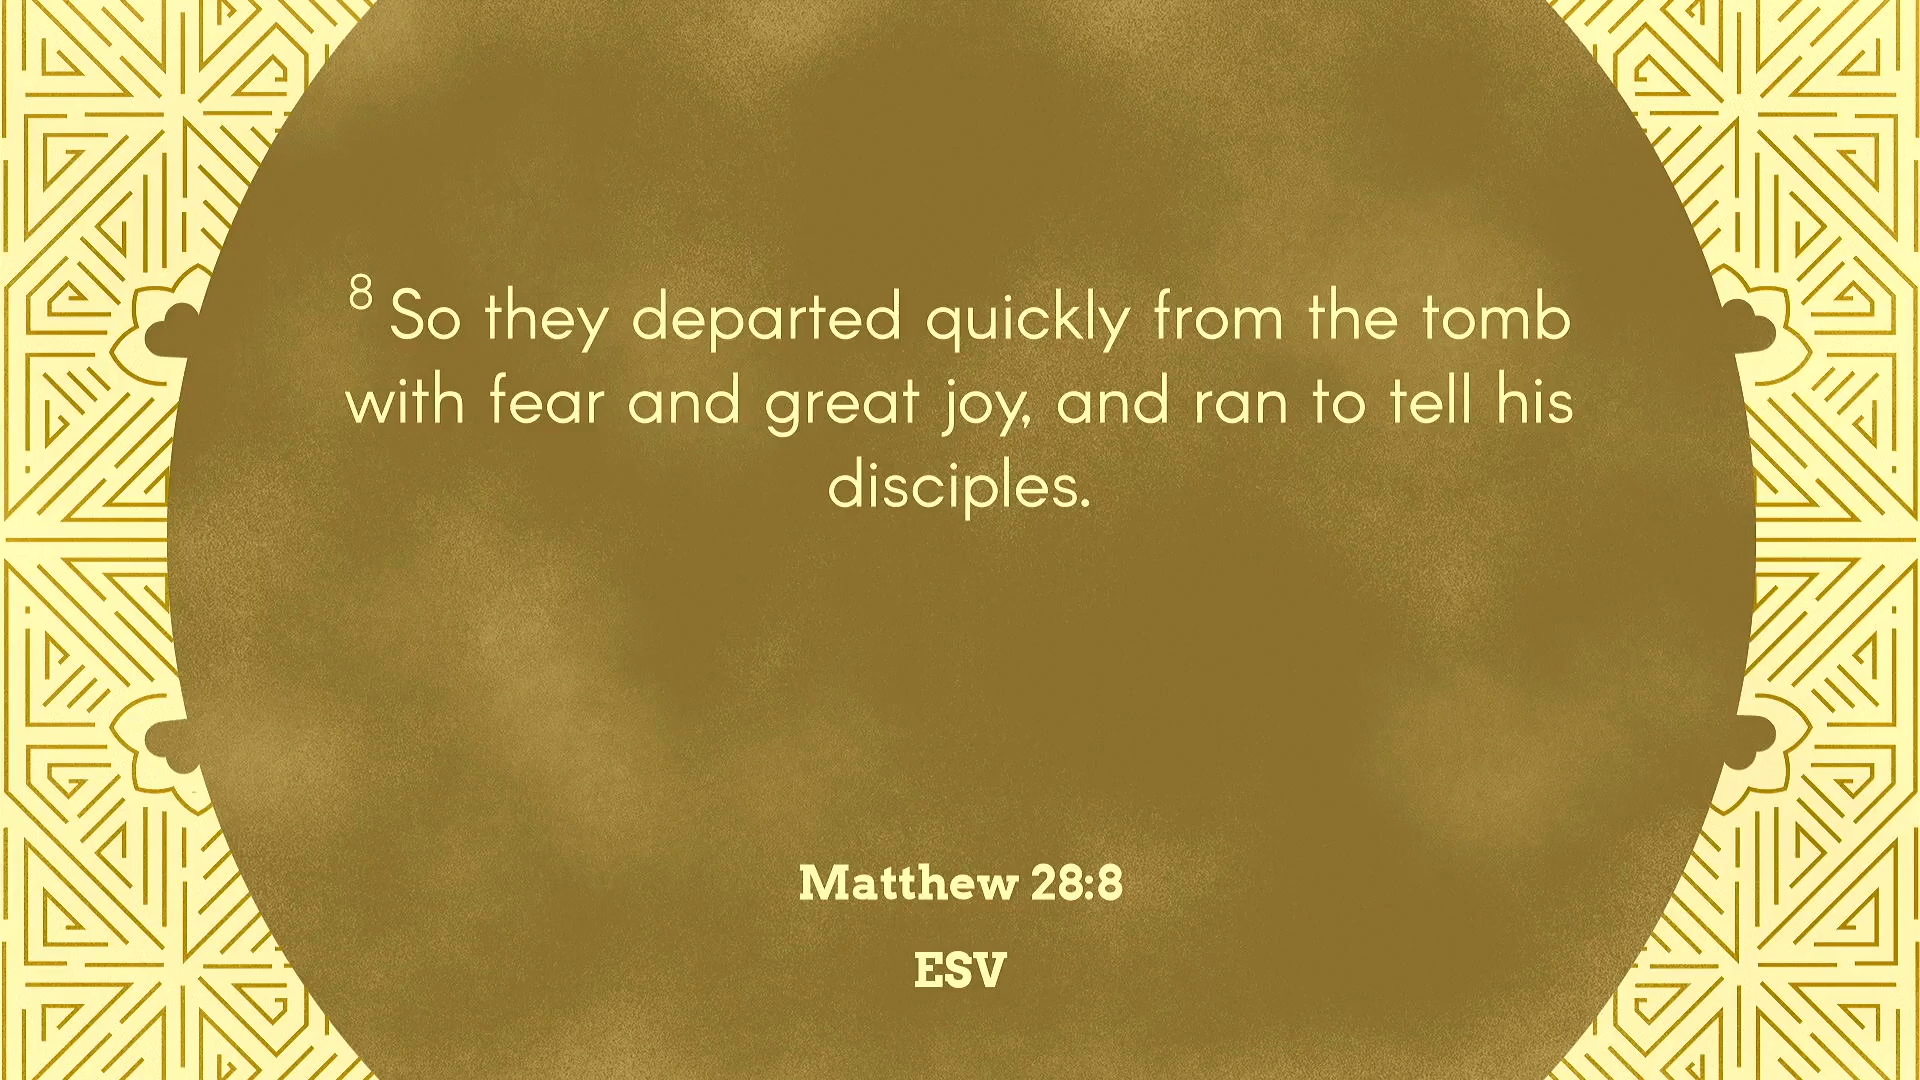 8 So they departed quickly from the tomb
with fear and great joy, and ran to tell his
disciples.
Matthew 28:8
ESV